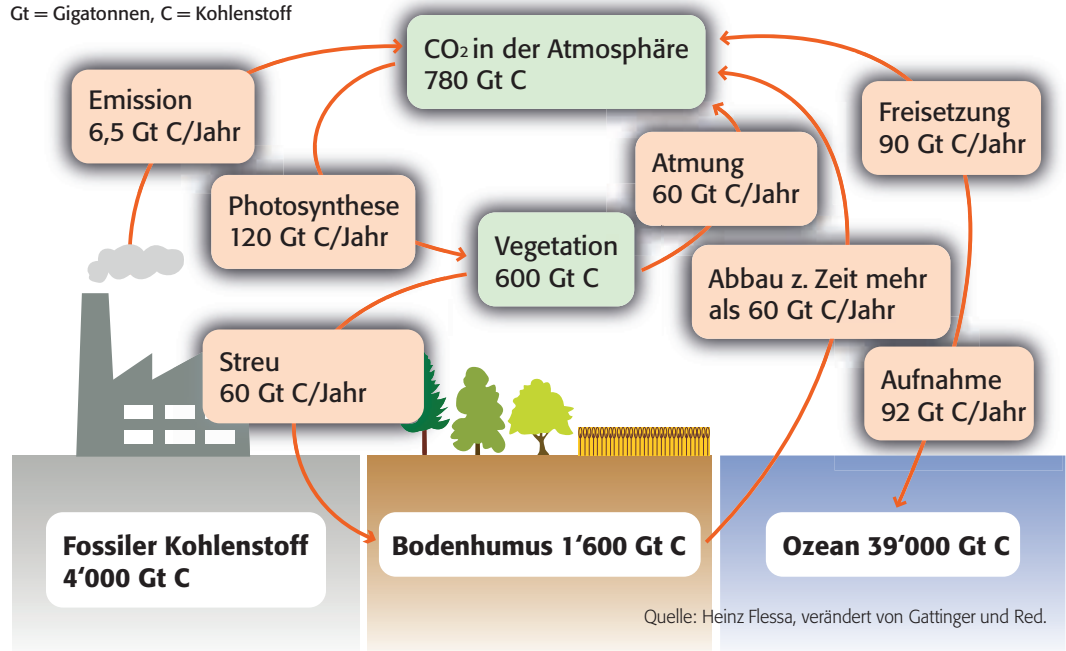 Gt = Gigatonnen, C = Kohlenstoff
CO₂ in der Atmosphäre
780 Gt C
Emission
6,5 Gt C/Jahr
Freisetzung
90 Gt C/Jahr
Atmung
60 Gt C/Jahr
Photosynthese
120 Gt C/Jahr
Vegetation
600 Gt C
Abbau z. Zeit mehr
als 60 Gt C/Jahr
Streu
60 Gt C/Jahr
Aufnahme
92 Gt C/Jahr
Fossiler Kohlenstoff
4‘000 Gt C
Bodenhumus 1‘600 Gt C
Ozean 39‘000 Gt C
Quelle: Heinz Flessa, verändert von Gattinger und Red.